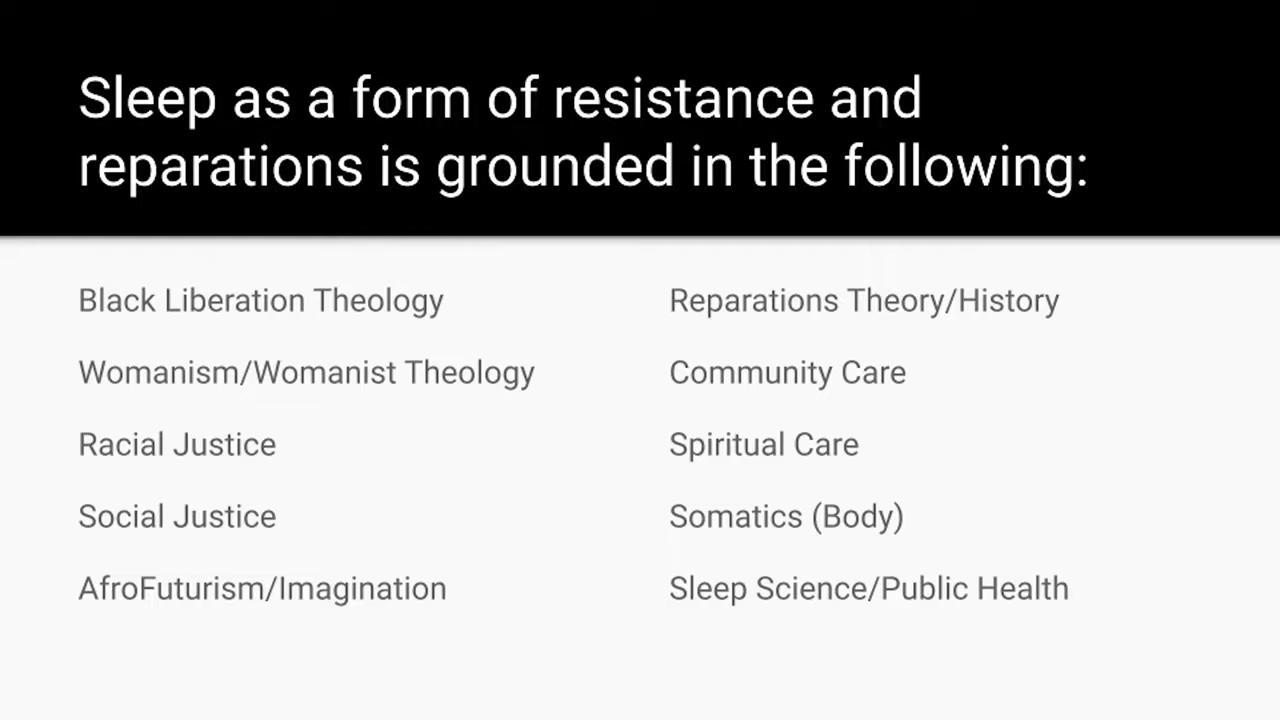 Sleep as a form of resistance and
reparations is grounded in the following:
Black Liberation Theology
Womanism/Womanist Theology
Racial Justice
Social Justice
AfroFuturism/Imagination
Reparations Theory/History
Community Care
Spiritual Care
Somatics (Body)
Sleep Science/Public Health